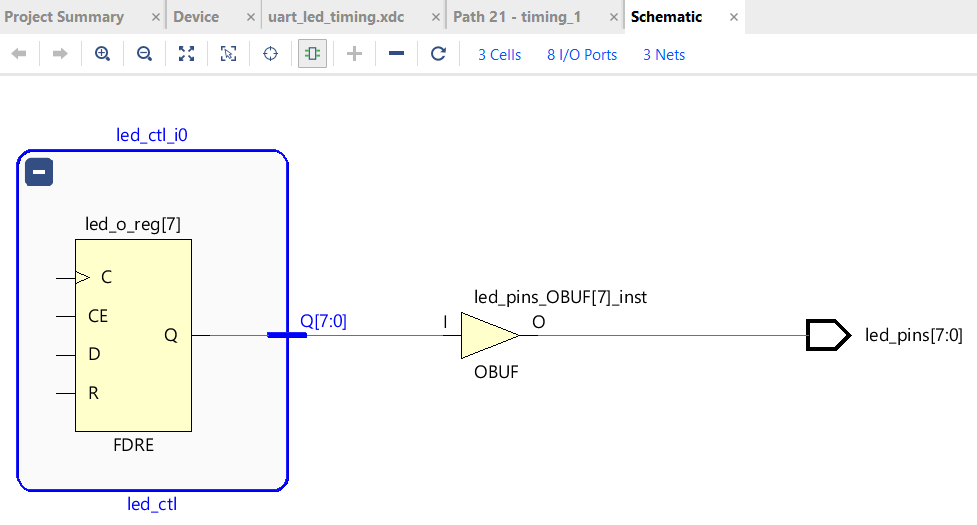 Project Summary × Device × uart_led_timing.xdc × Path 21 - timing_1 × Schematic ×
3 Cells 8 I/O Ports 3 Nets
led_ctl_i0
led_o_reg[7]
C
CE
D
R
Q
FDRE
led_ctl
Q[7:0]
led_pins_OBUF[7]_inst
I
O
OBUF
led_pins[7:0]